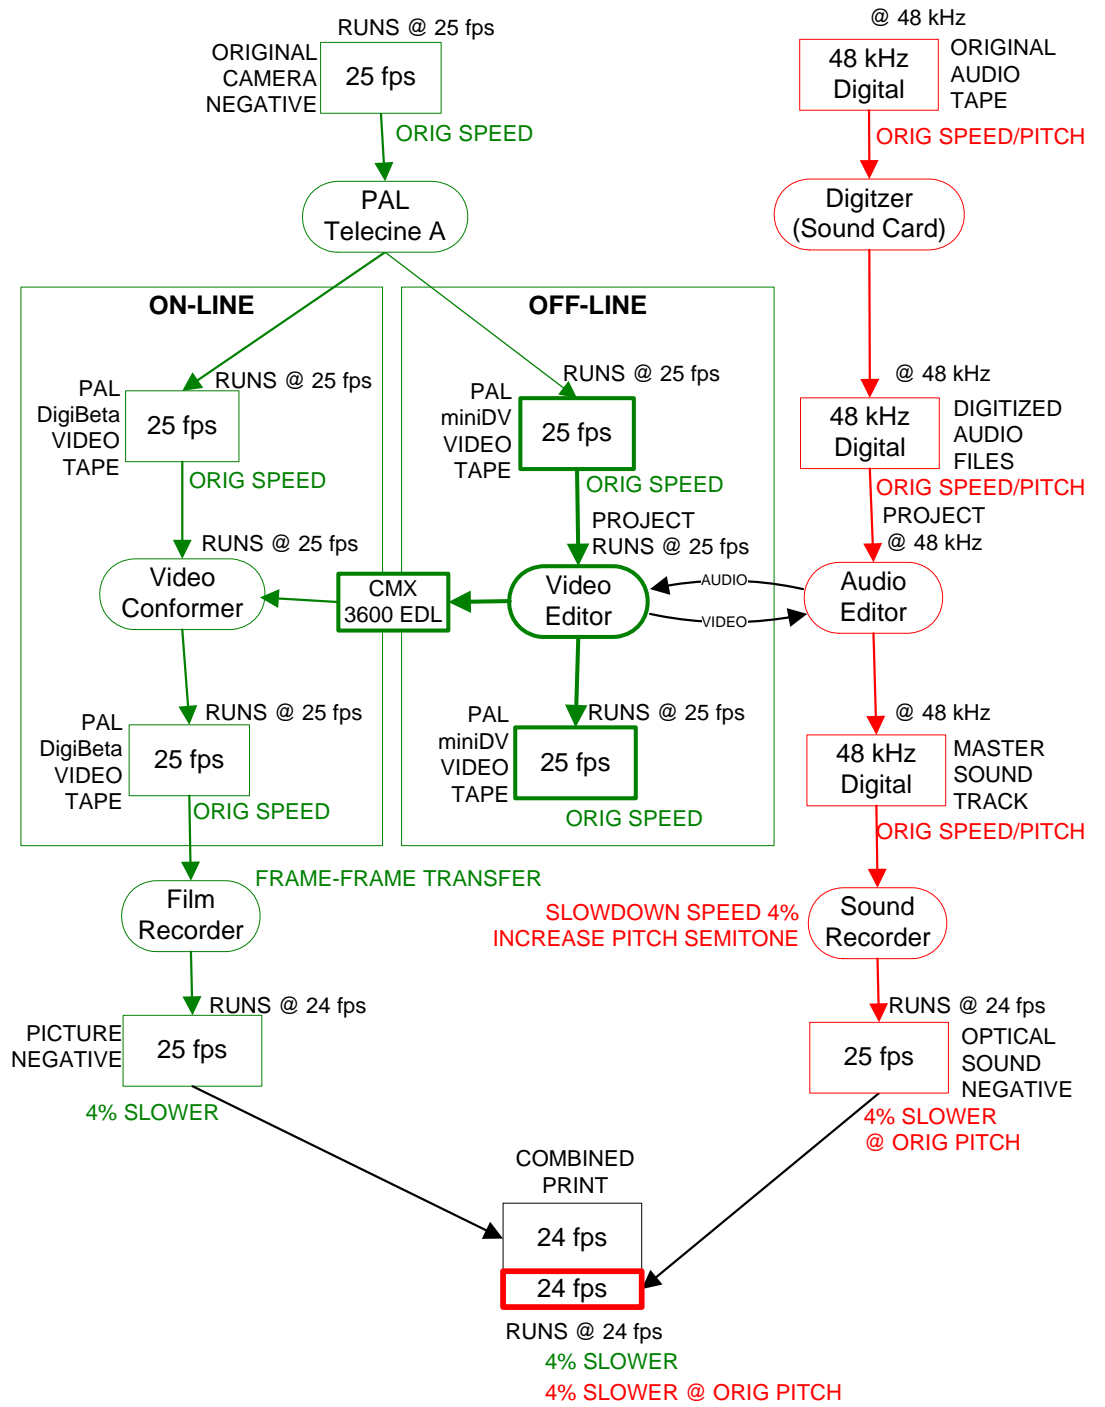 RUNS @ 25 fps
ORIGINAL
CAMERA
NEGATIVE
25 fps
ORIG SPEED
PAL
Telecine A
@ 48 kHz
48 kHz
Digital
ORIGINAL
AUDIO
TAPE
ORIG SPEED/PITCH
Digitzer
(Sound Card)
ON-LINE
RUNS @ 25 fps
PAL
DigiBeta
VIDEO
TAPE
25 fps
ORIG SPEED
RUNS @ 25 fps
Video
Conformer
PAL
DigiBeta
VIDEO
TAPE
RUNS @ 25 fps
25 fps
ORIG SPEED
OFF-LINE
RUNS @ 25 fps
PAL
miniDV
VIDEO
TAPE
25 fps
ORIG SPEED
PROJECT
RUNS @ 25 fps
Video
Editor
CMX
3600 EDL
AUDIO
VIDEO
PAL
miniDV
VIDEO
TAPE
RUNS @ 25 fps
25 fps
ORIG SPEED
@ 48 kHz
48 kHz
Digital
DIGITIZED
AUDIO
FILES
ORIG SPEED/PITCH
PROJECT
@ 48 kHz
Audio
Editor
@ 48 kHz
48 kHz
Digital
MASTER
SOUND
TRACK
ORIG SPEED/PITCH
FRAME-FRAME TRANSFER
Film
Recorder
RUNS @ 24 fps
PICTURE
NEGATIVE
25 fps
4% SLOWER
SLOWDOWN SPEED 4%
INCREASE PITCH SEMITONE
Sound
Recorder
RUNS @ 24 fps
25 fps
OPTICAL
SOUND
NEGATIVE
4% SLOWER
@ ORIG PITCH
COMBINED
PRINT
24 fps
24 fps
RUNS @ 24 fps
4% SLOWER
4% SLOWER @ ORIG PITCH